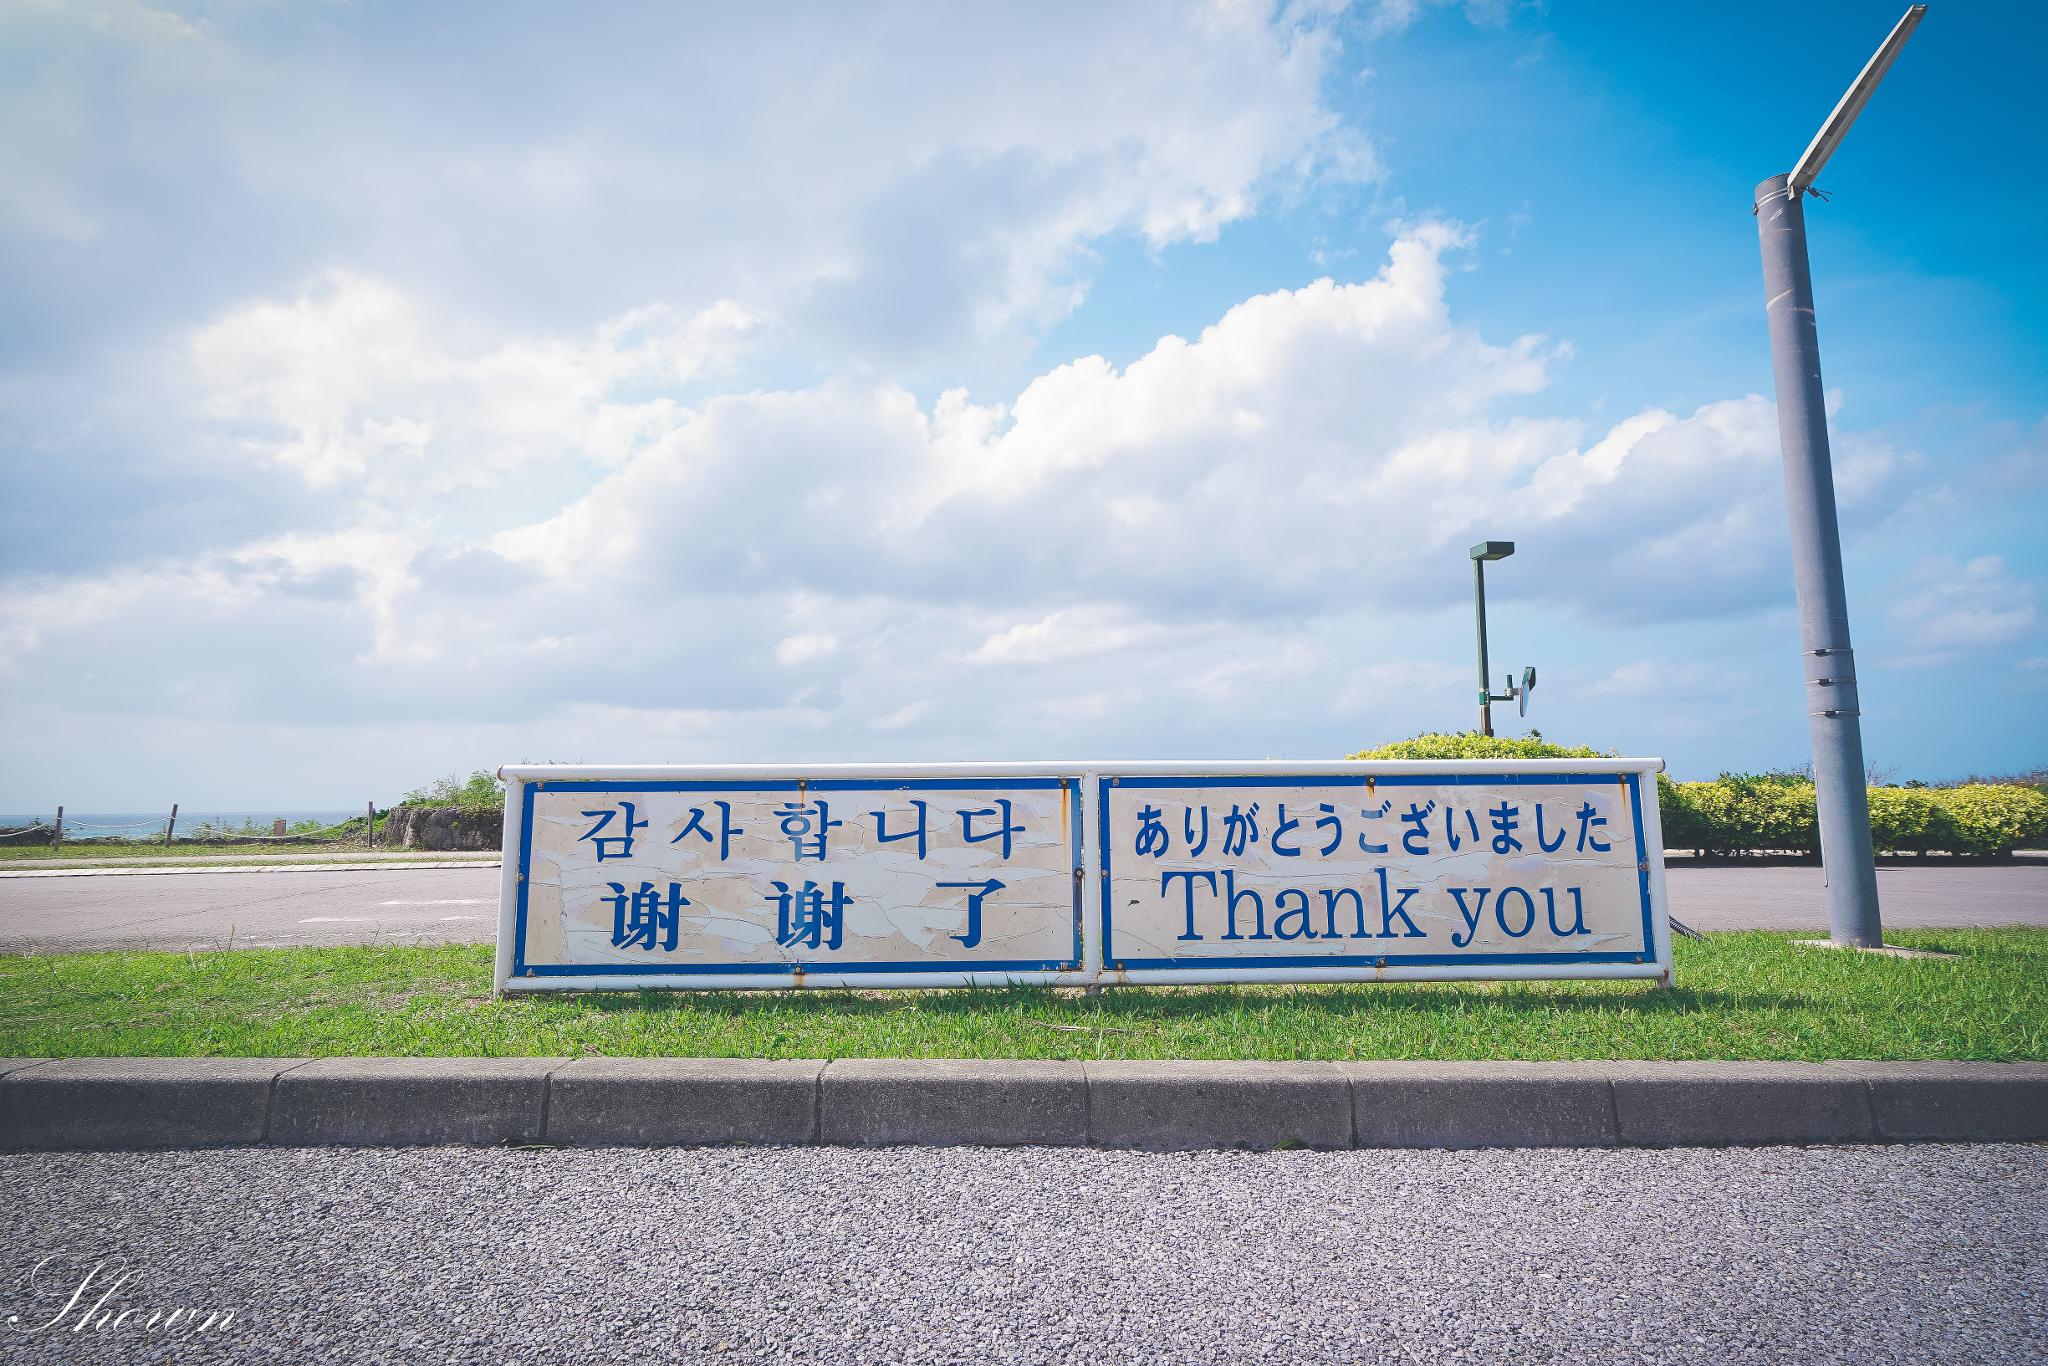 감사합니다
谢谢了
ありがとうございました
Thank you
Shown